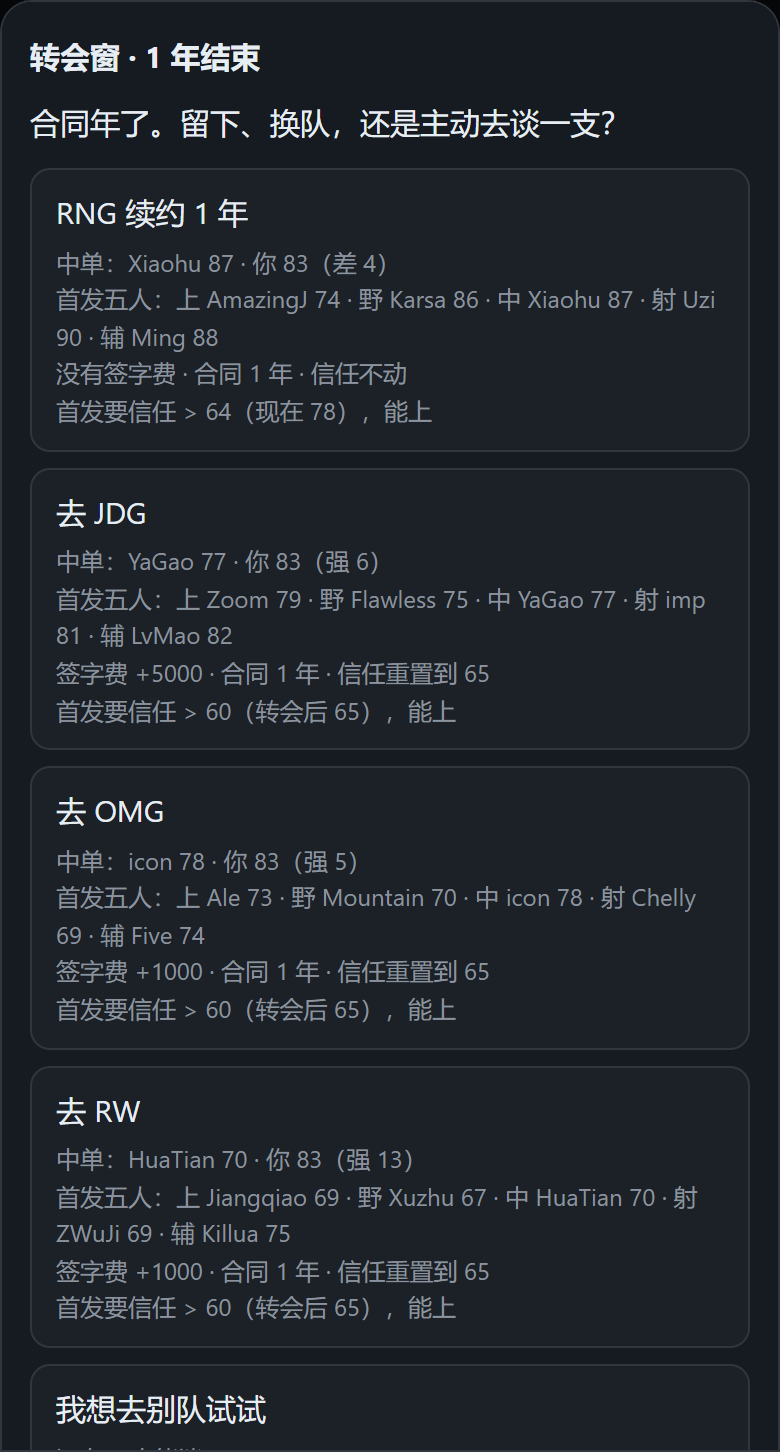 转会窗 · 1 年结束
合同年了。留下、换队，还是主动去谈一支？
RNG 续约 1 年
中单：Xiaohu 87 · 你 83（差 4）
首发五人：上 AmazingJ 74 · 野 Karsa 86 · 中 Xiaohu 87 · 射 Uzi
90 · 辅 Ming 88
没有签字费 · 合同 1 年 · 信任不动
首发要信任 > 64（现在 78），能上
去 JDG
中单：YaGao 77 · 你 83（强 6）
首发五人：上 Zoom 79 · 野 Flawless 75 · 中 YaGao 77 · 射 imp
81 · 辅 LvMao 82
签字费 +5000 · 合同 1 年 · 信任重置到 65
首发要信任 > 60（转会后 65），能上
去 OMG
中单：icon 78 · 你 83（强 5）
首发五人：上 Ale 73 · 野 Mountain 70 · 中 icon 78 · 射 Chelly
69 · 辅 Five 74
签字费 +1000 · 合同 1 年 · 信任重置到 65
首发要信任 > 60（转会后 65），能上
去 RW
中单：HuaTian 70 · 你 83（强 13）
首发五人：上 Jiangqiao 69 · 野 Xuzhu 67 · 中 HuaTian 70 · 射
ZWuJi 69 · 辅 Killua 75
签字费 +1000 · 合同 1 年 · 信任重置到 65
首发要信任 > 60（转会后 65），能上
我想去别队试试